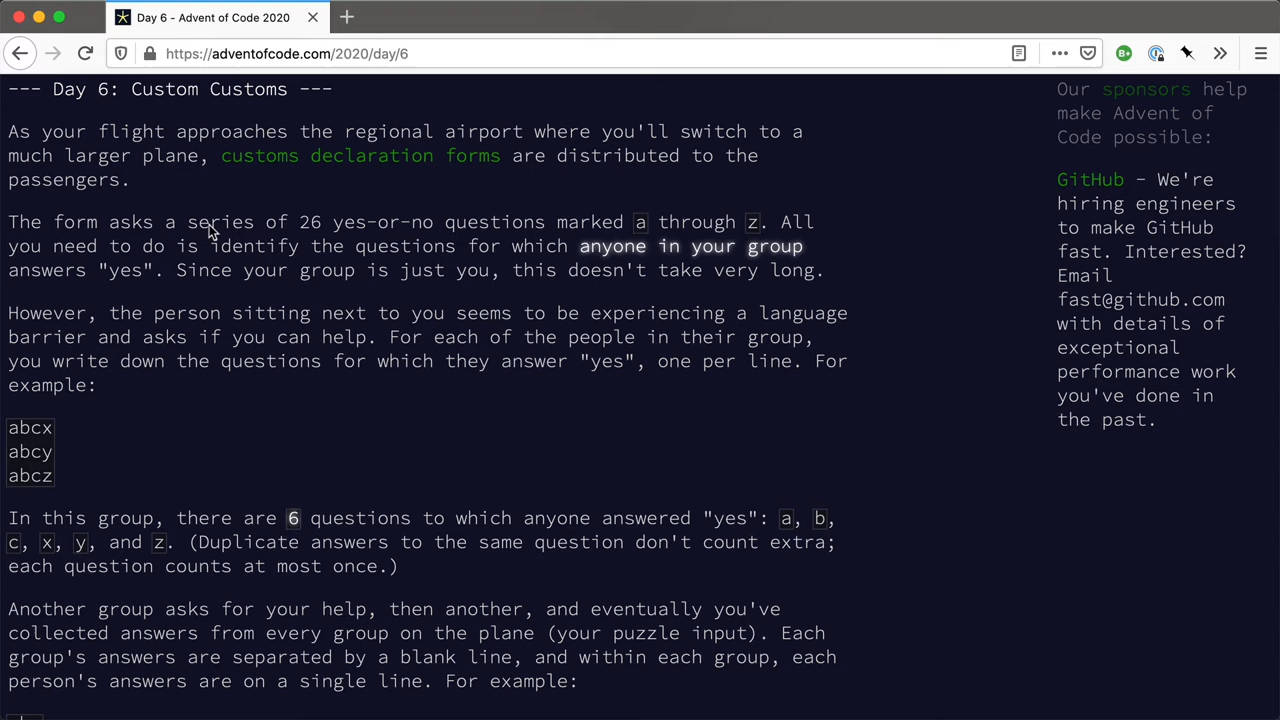 Day 6 - Advent of Code 2020
https://adventofcode.com/2020/day/6
--- Day 6: Custom Customs ---
As your flight approaches the regional airport where you'll switch to a
much larger plane, customs declaration forms are distributed to the
passengers.
The form asks a series of 26 yes-or-no questions marked a through z. All
you need to do is identify the questions for which anyone in your group
answers "yes". Since your group is just you, this doesn't take very long.
However, the person sitting next to you seems to be experiencing a language
barrier and asks if you can help. For each of the people in their group,
you write down the questions for which they answer "yes", one per line. For
example:
abcx
abcy
abcz
In this group, there are 6 questions to which anyone answered "yes": a, b,
c, x, y, and z. (Duplicate answers to the same question don't count extra;
each question counts at most once.)
Another group asks for your help, then another, and eventually you've
collected answers from every group on the plane (your puzzle input). Each
group's answers are separated by a blank line, and within each group, each
person's answers are on a single line. For example:
Our sponsors help
make Advent of
Code possible:
GitHub - We're
hiring engineers
to make GitHub
fast. Interested?
Email
fast@github.com
with details of
exceptional
performance work
you've done in
the past.